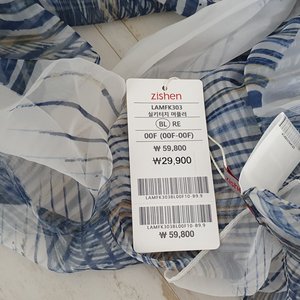 zishen
LAMFK303
실키터치 머플러
BL RE
00F (00F-00F)
₩ 59,800
₩29,900
LAMFK303BL00F10-89.9
LAMFK303BL00F10-89.9
₩ 59,800